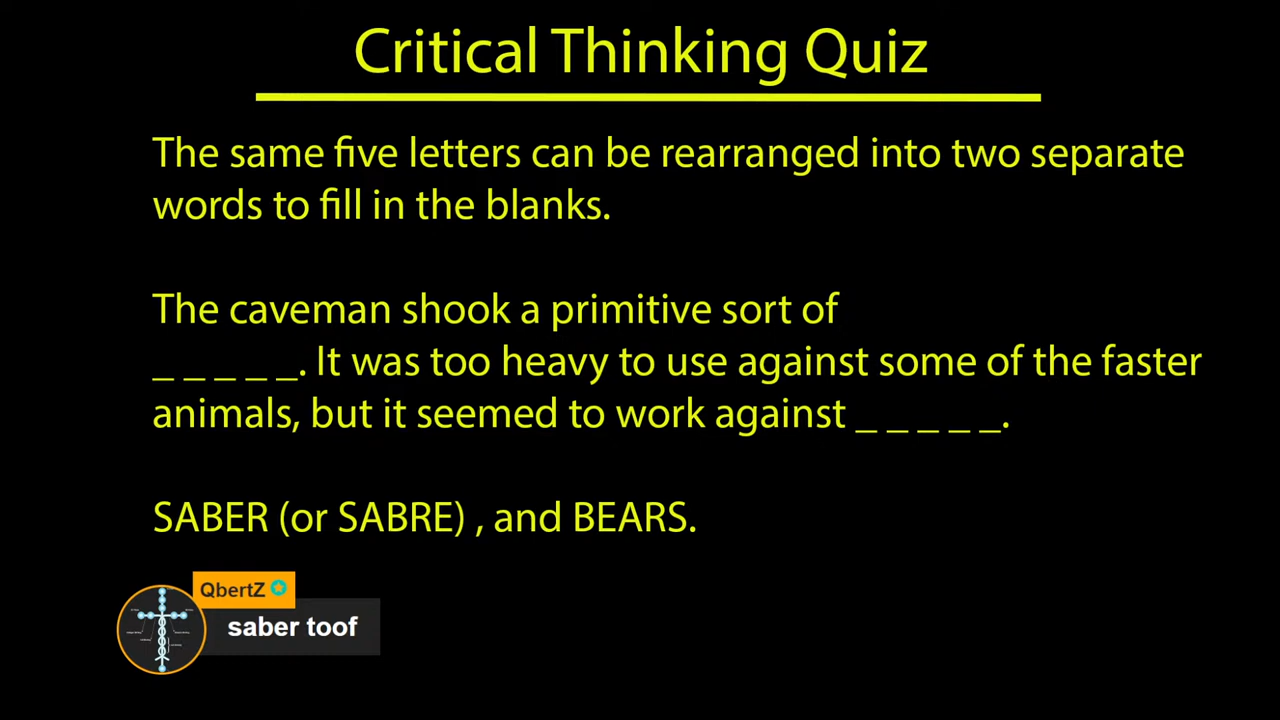 Critical Thinking Quiz
The same five letters can be rearranged into two separate
words to fill in the blanks.
The caveman shook a primitive sort of
_ _ _ _ _. It was too heavy to use against some of the faster
animals, but it seemed to work against _ _ _ _ _.
SABER (or SABRE) , and BEARS.
QbertZ
saber toof